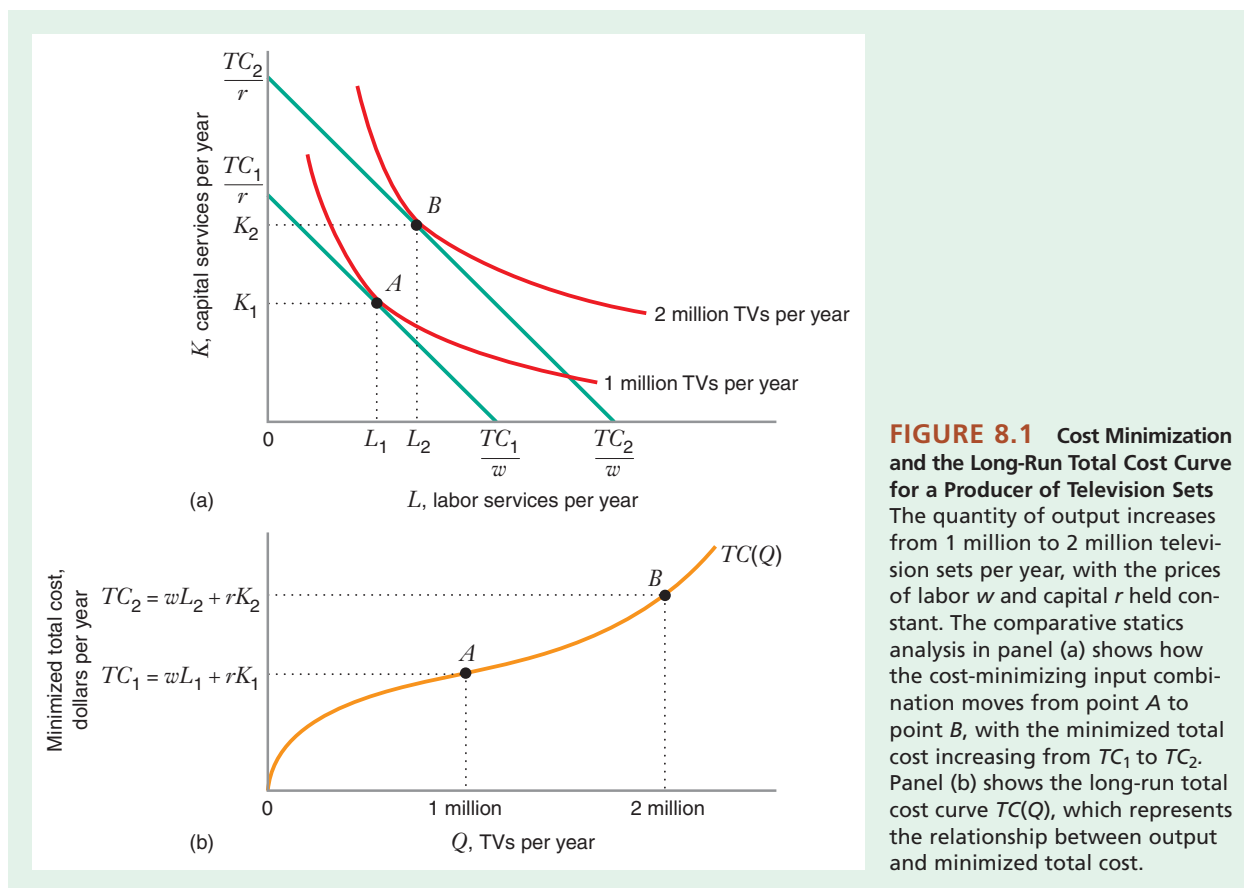 TC₂
r
TC₁
r
K₂
K₁
K, capital services per year
B
A
2 million TVs per year
1 million TVs per year
0
L₁
L₂
TC₁
w
TC₂
w
(a)
L, labor services per year
Minimized total cost,
dollars per year
TC₂ = wL₂ + rK₂
TC₁ = wL₁ + rK₁
TC(Q)
B
A
0
1 million
2 million
(b)
Q, TVs per year
FIGURE 8.1 Cost Minimization
and the Long-Run Total Cost Curve
for a Producer of Television Sets
The quantity of output increases
from 1 million to 2 million televi-
sion sets per year, with the prices
of labor w and capital r held con-
stant. The comparative statics
analysis in panel (a) shows how
the cost-minimizing input combi-
nation moves from point A to
point B, with the minimized total
cost increasing from TC₁ to TC₂.
Panel (b) shows the long-run total
cost curve TC(Q), which represents
the relationship between output
and minimized total cost.